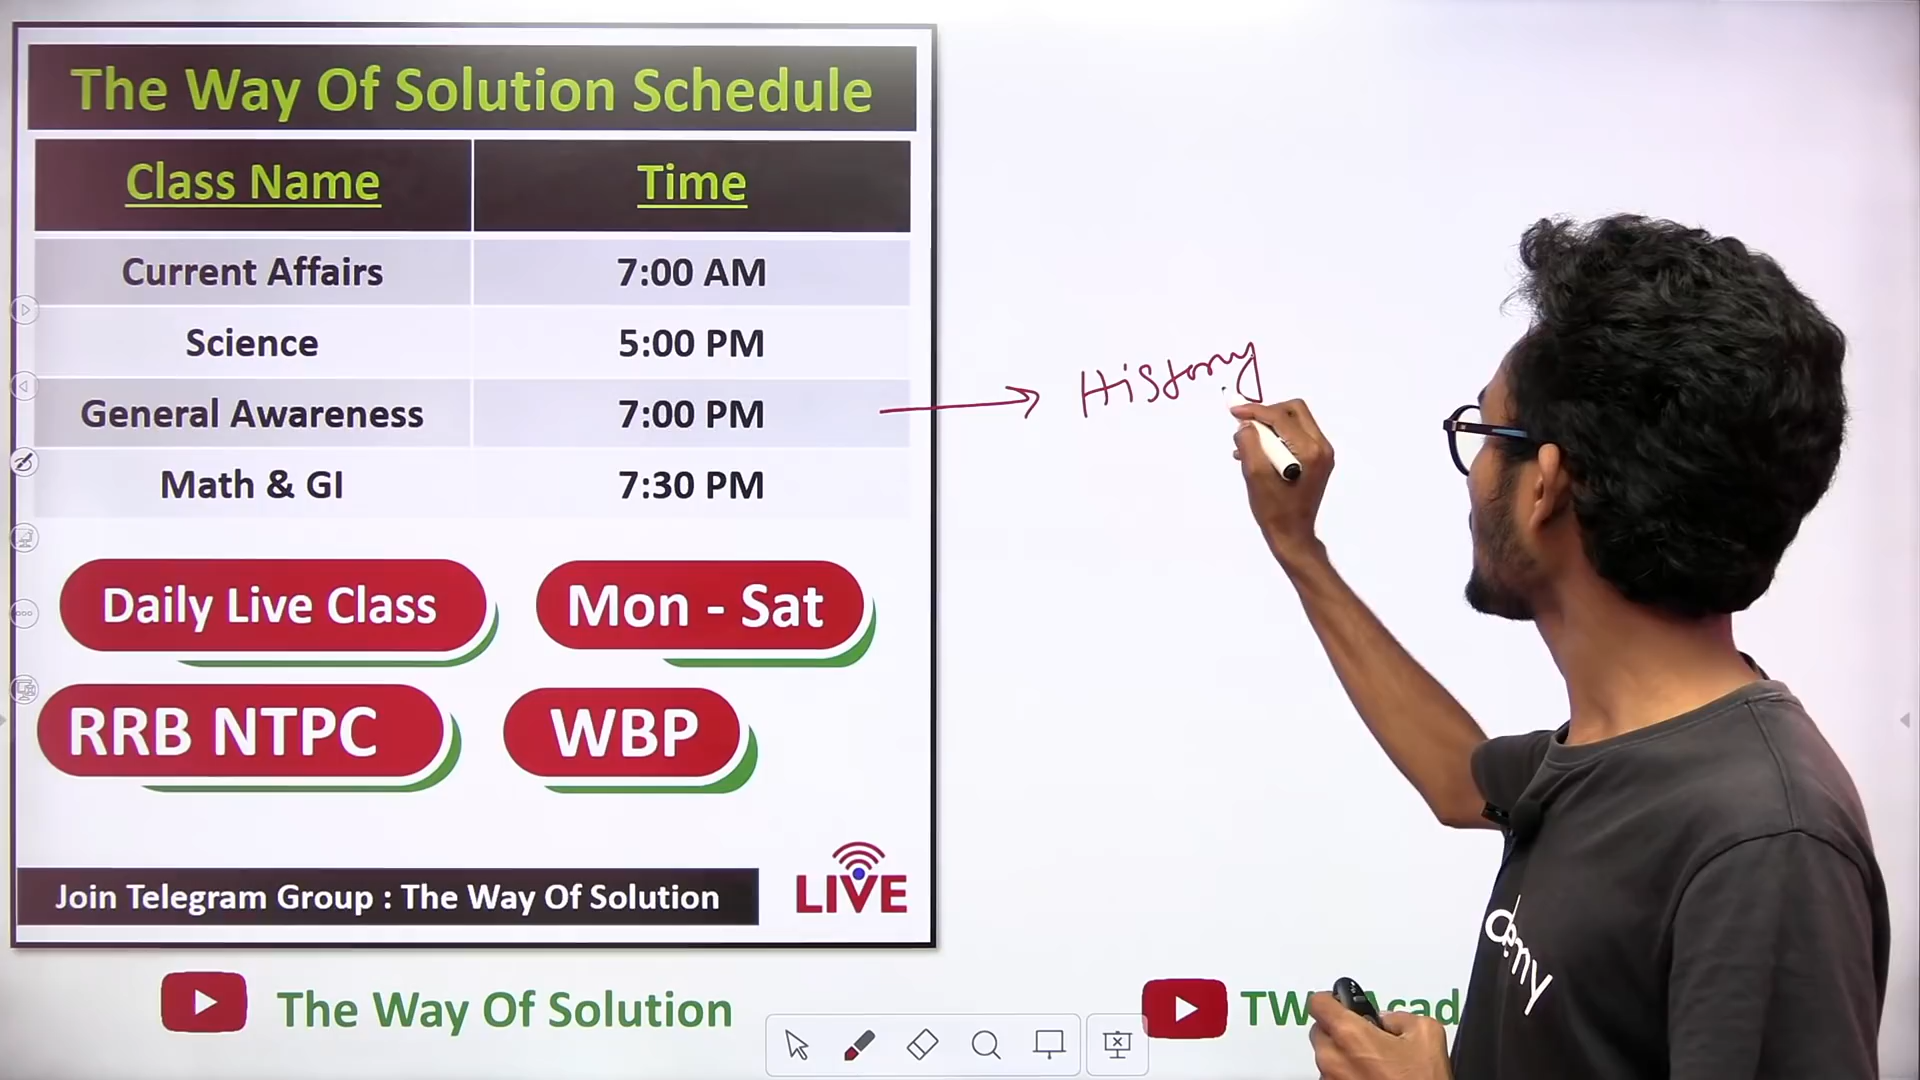 The Way Of Solution Schedule
Class Name Time
Current Affairs 7:00 AM
Science 5:00 PM
General Awareness 7:00 PM
History
Math & GI 7:30 PM
Daily Live Class Mon - Sat
RRB NTPC WBP
Join Telegram Group : The Way Of Solution
LIVE
demy
The Way Of Solution